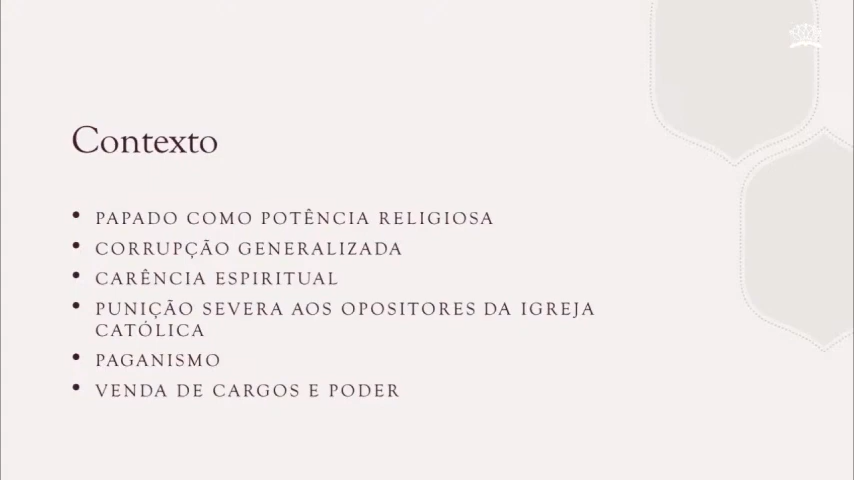 Contexto
• PAPADO COMO POTÊNCIA RELIGIOSA
• CORRUPÇÃO GENERALIZADA
• CARÊNCIA ESPIRITUAL
• PUNIÇÃO SEVERA AOS OPOSITORES DA IGREJA
CATÓLICA
• PAGANISMO
• VENDA DE CARGOS E PODER